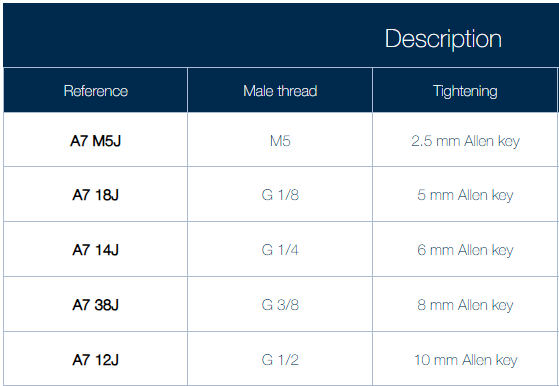 Description
Reference Male thread Tightening
A7 M5J M5 2.5 mm Allen key
A7 18J G 1/8 5 mm Allen key
A7 14J G 1/4 6 mm Allen key
A7 38J G 3/8 8 mm Allen key
A7 12J G 1/2 10 mm Allen key